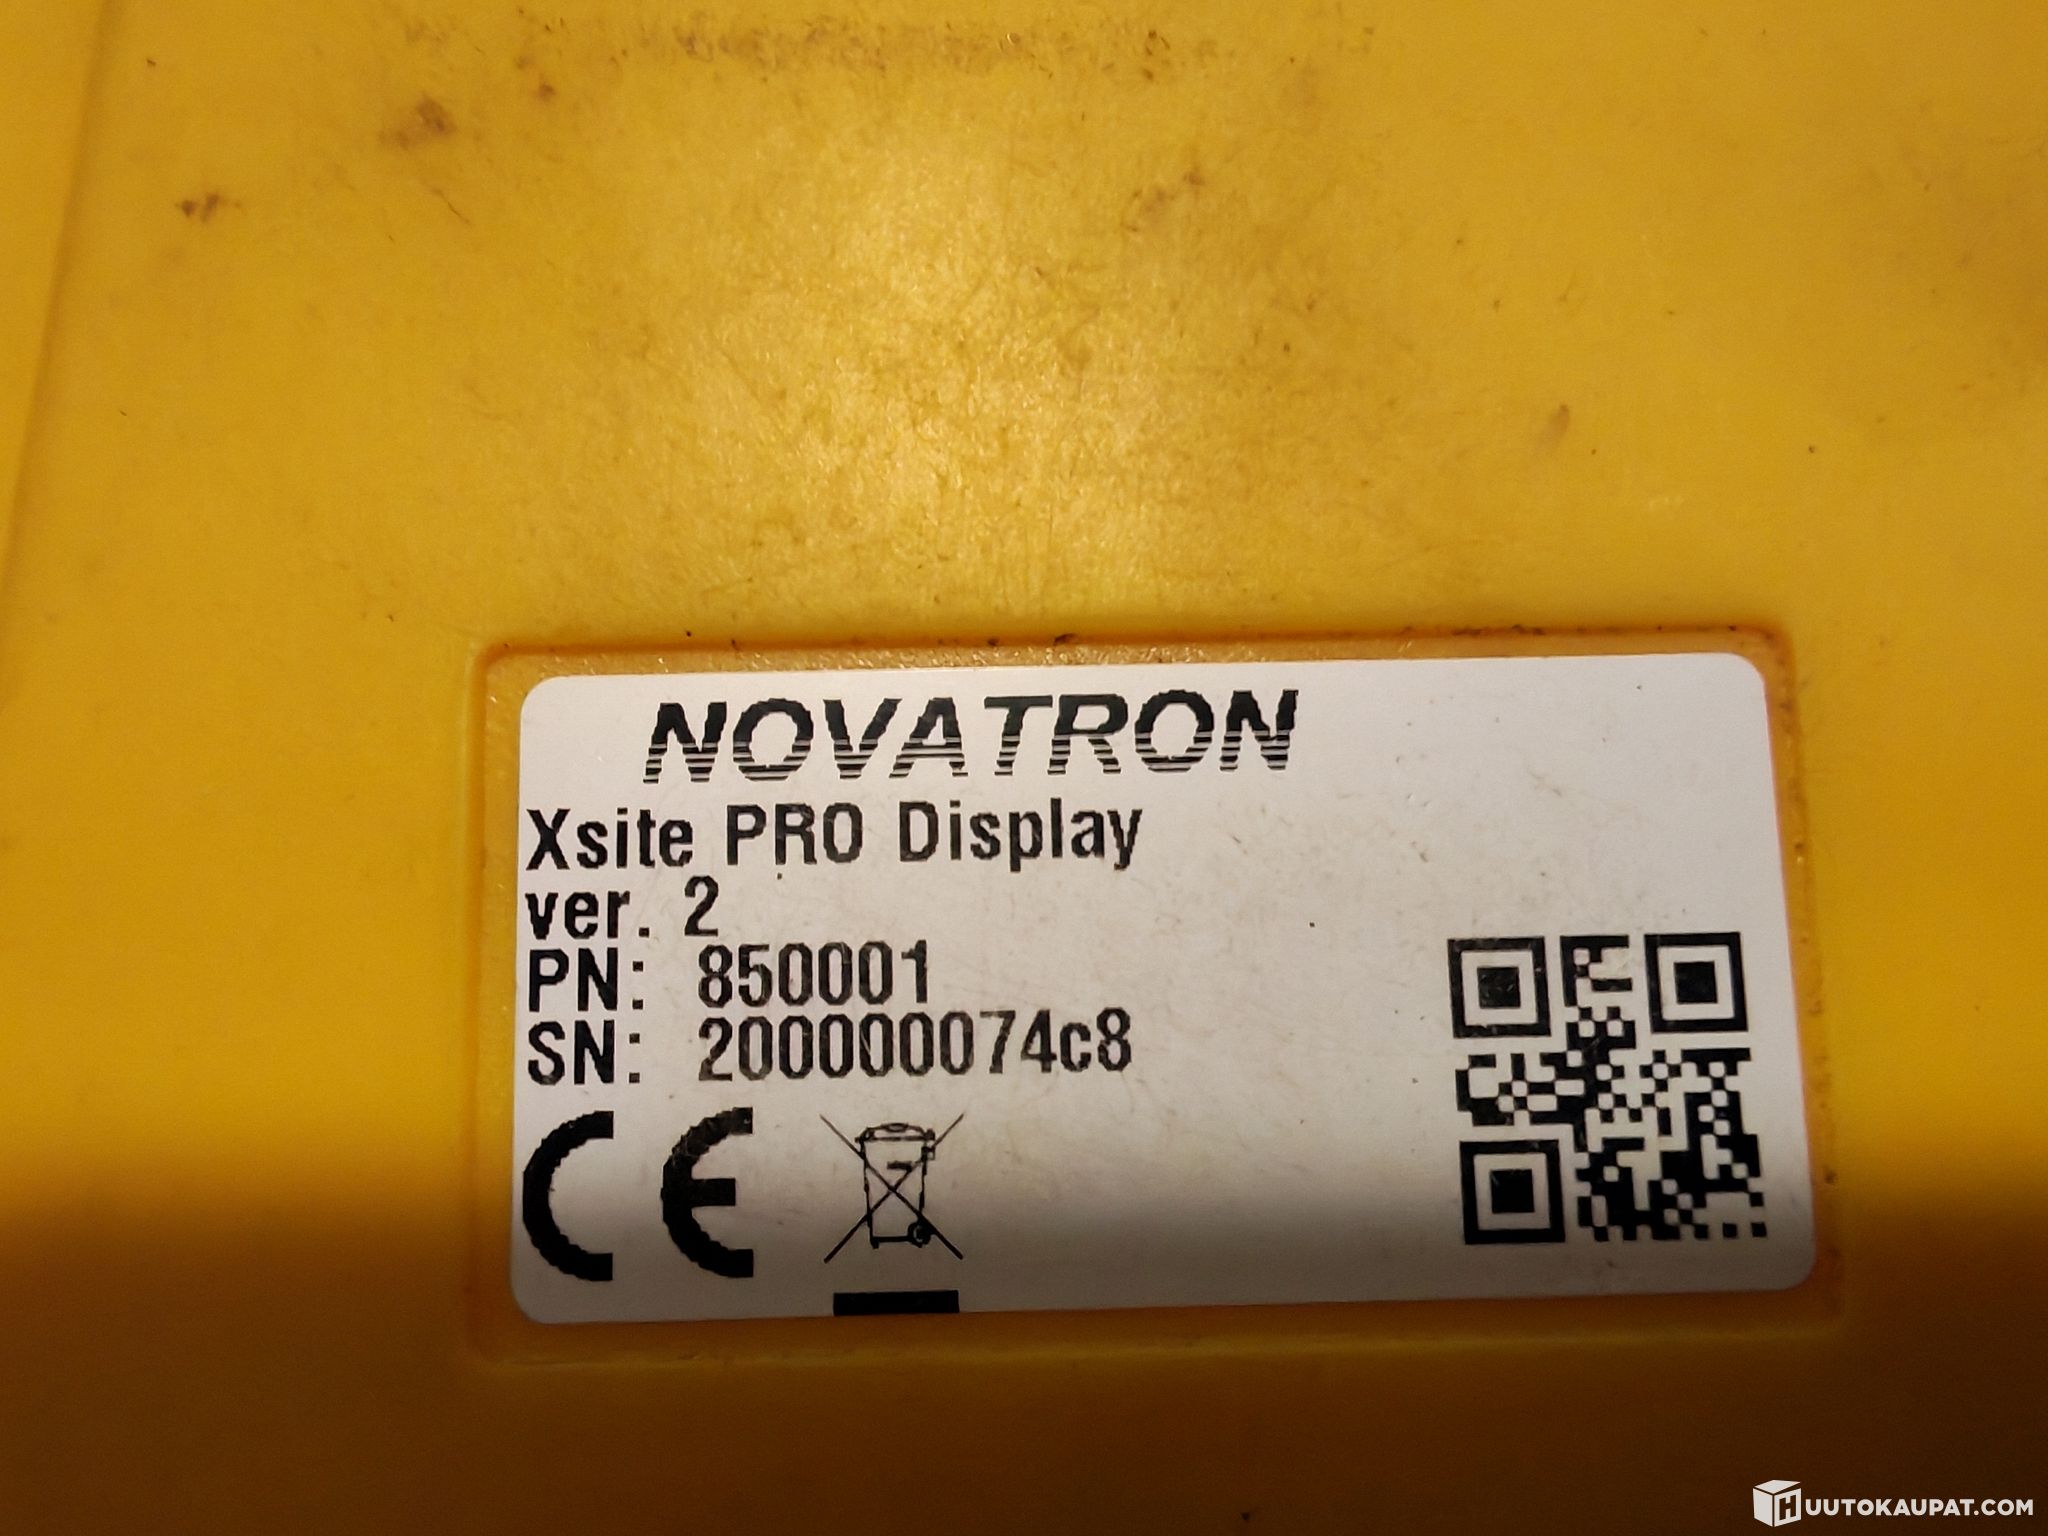 NOVATRON
Xsite PRO Display
ver. 2
PN: 850001
SN: 200000074c8
CE
HUUTOKAUPAT.COM